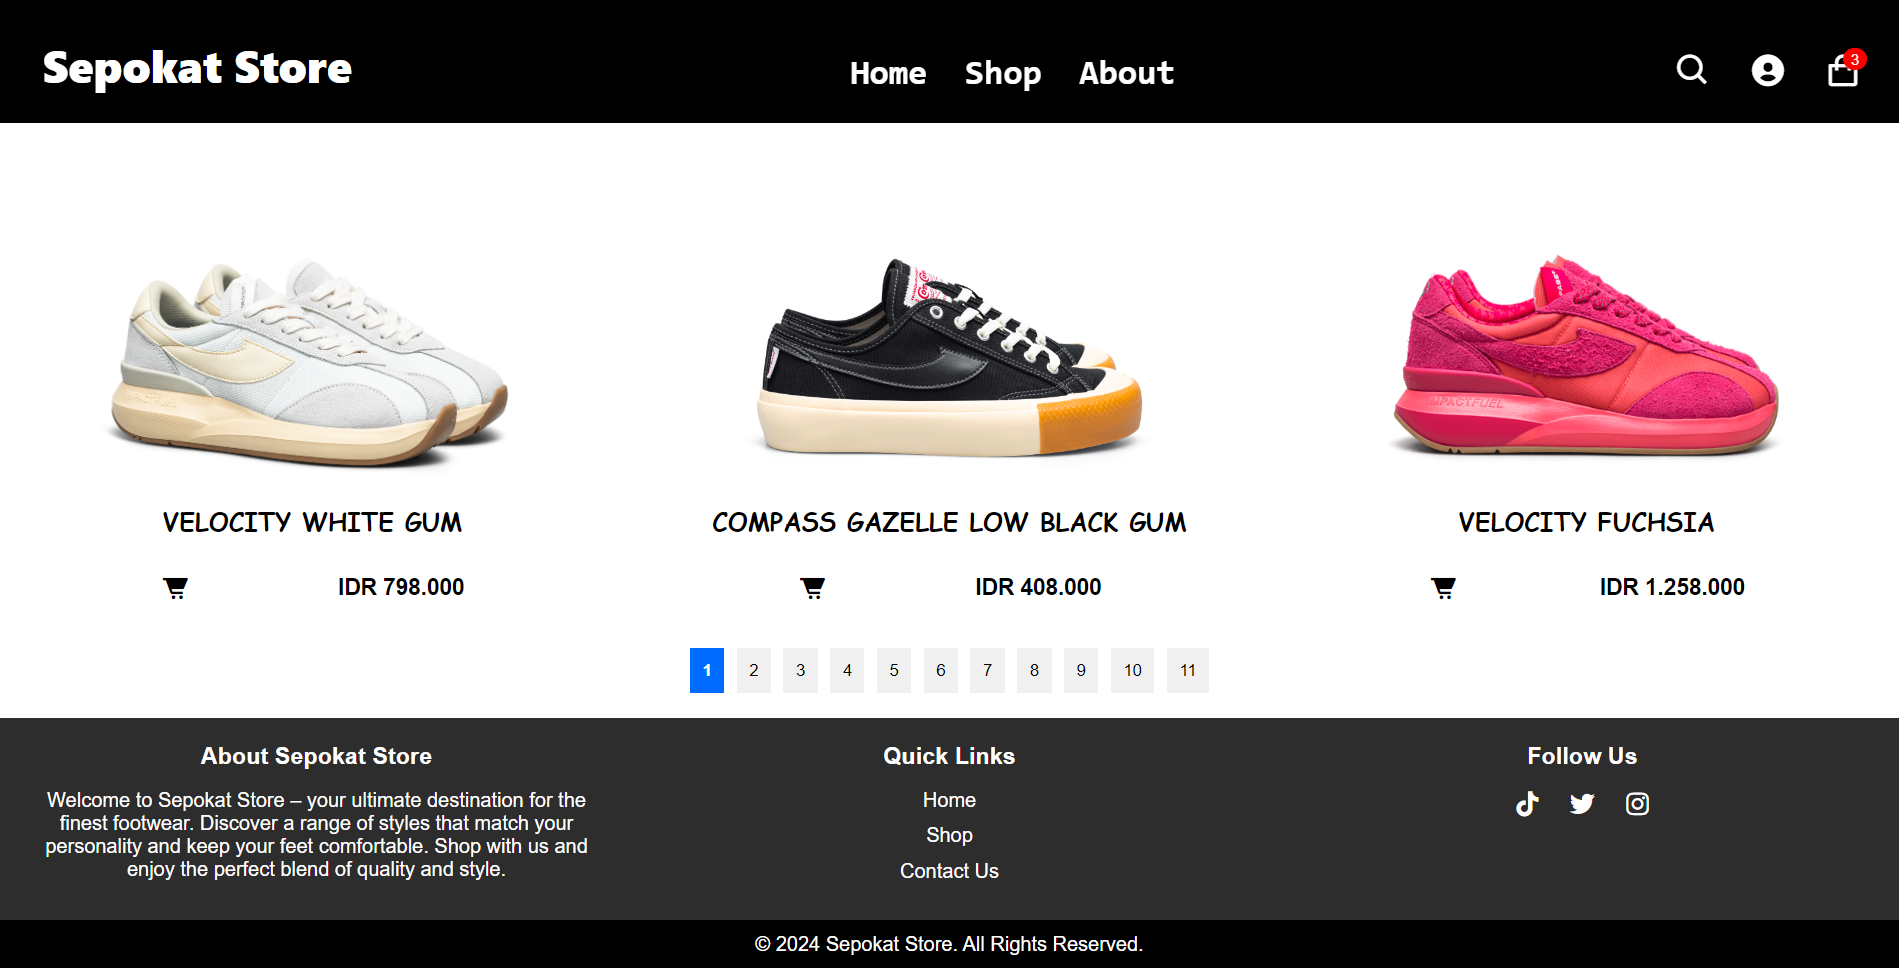 Sepokat Store
Home Shop About
3
IMPACTFUEL
VELOCITY WHITE GUM
COMPASS GAZELLE LOW BLACK GUM
VELOCITY FUCHSIA
IDR 798.000
IDR 408.000
IDR 1.258.000
1 2 3 4 5 6 7 8 9 10 11
About Sepokat Store
Welcome to Sepokat Store – your ultimate destination for the
finest footwear. Discover a range of styles that match your
personality and keep your feet comfortable. Shop with us and
enjoy the perfect blend of quality and style.
Quick Links
Home
Shop
Contact Us
Follow Us
© 2024 Sepokat Store. All Rights Reserved.